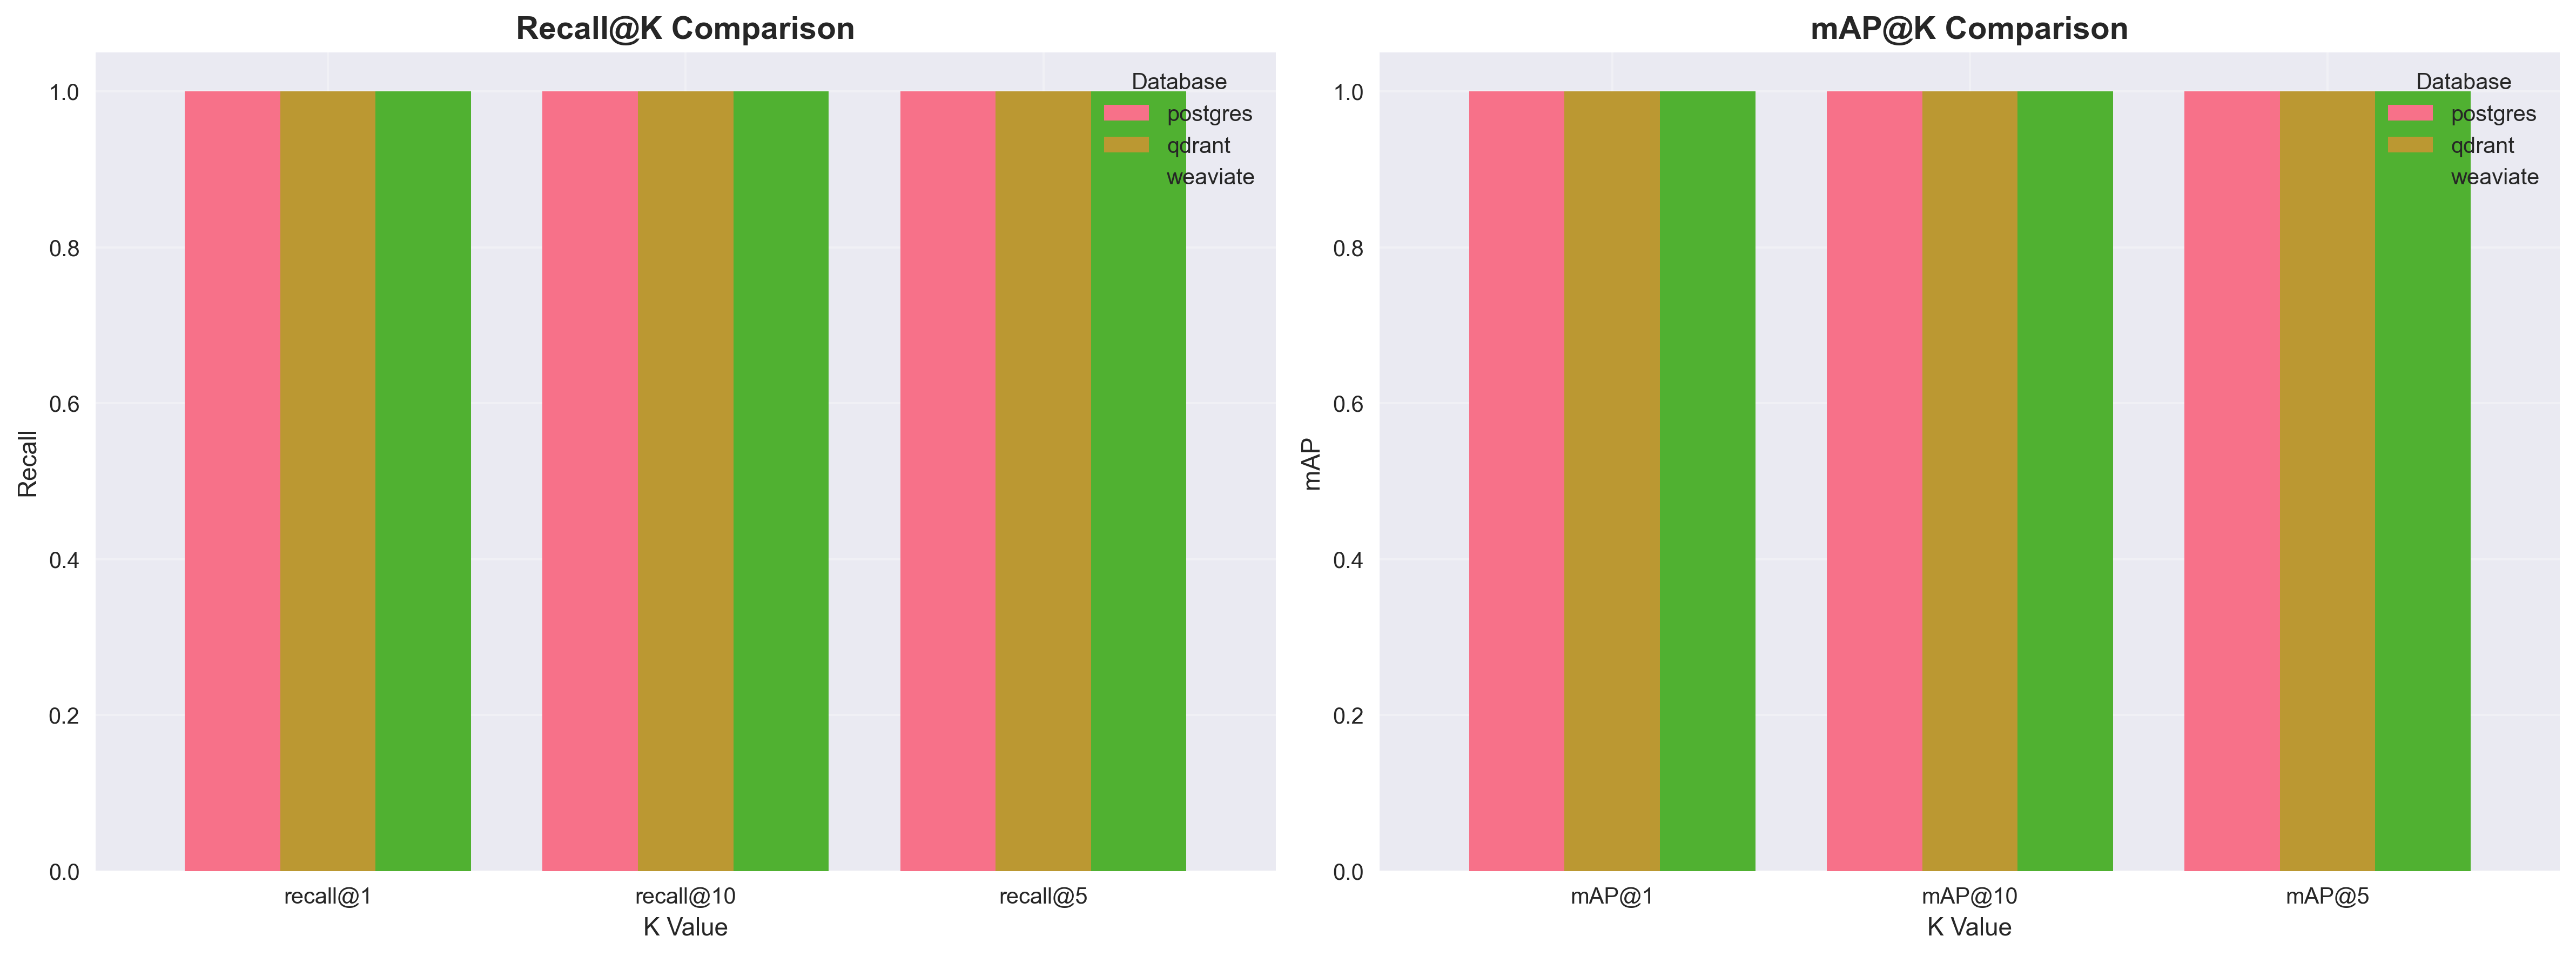 Recall@K Comparison
Database
postgres
qdrant
weaviate
1.0
0.8
0.6
0.4
0.2
0.0
Recall
recall@1
recall@10
recall@5
K Value
mAP@K Comparison
Database
postgres
qdrant
weaviate
1.0
0.8
0.6
0.4
0.2
0.0
mAP
mAP@1
mAP@10
mAP@5
K Value